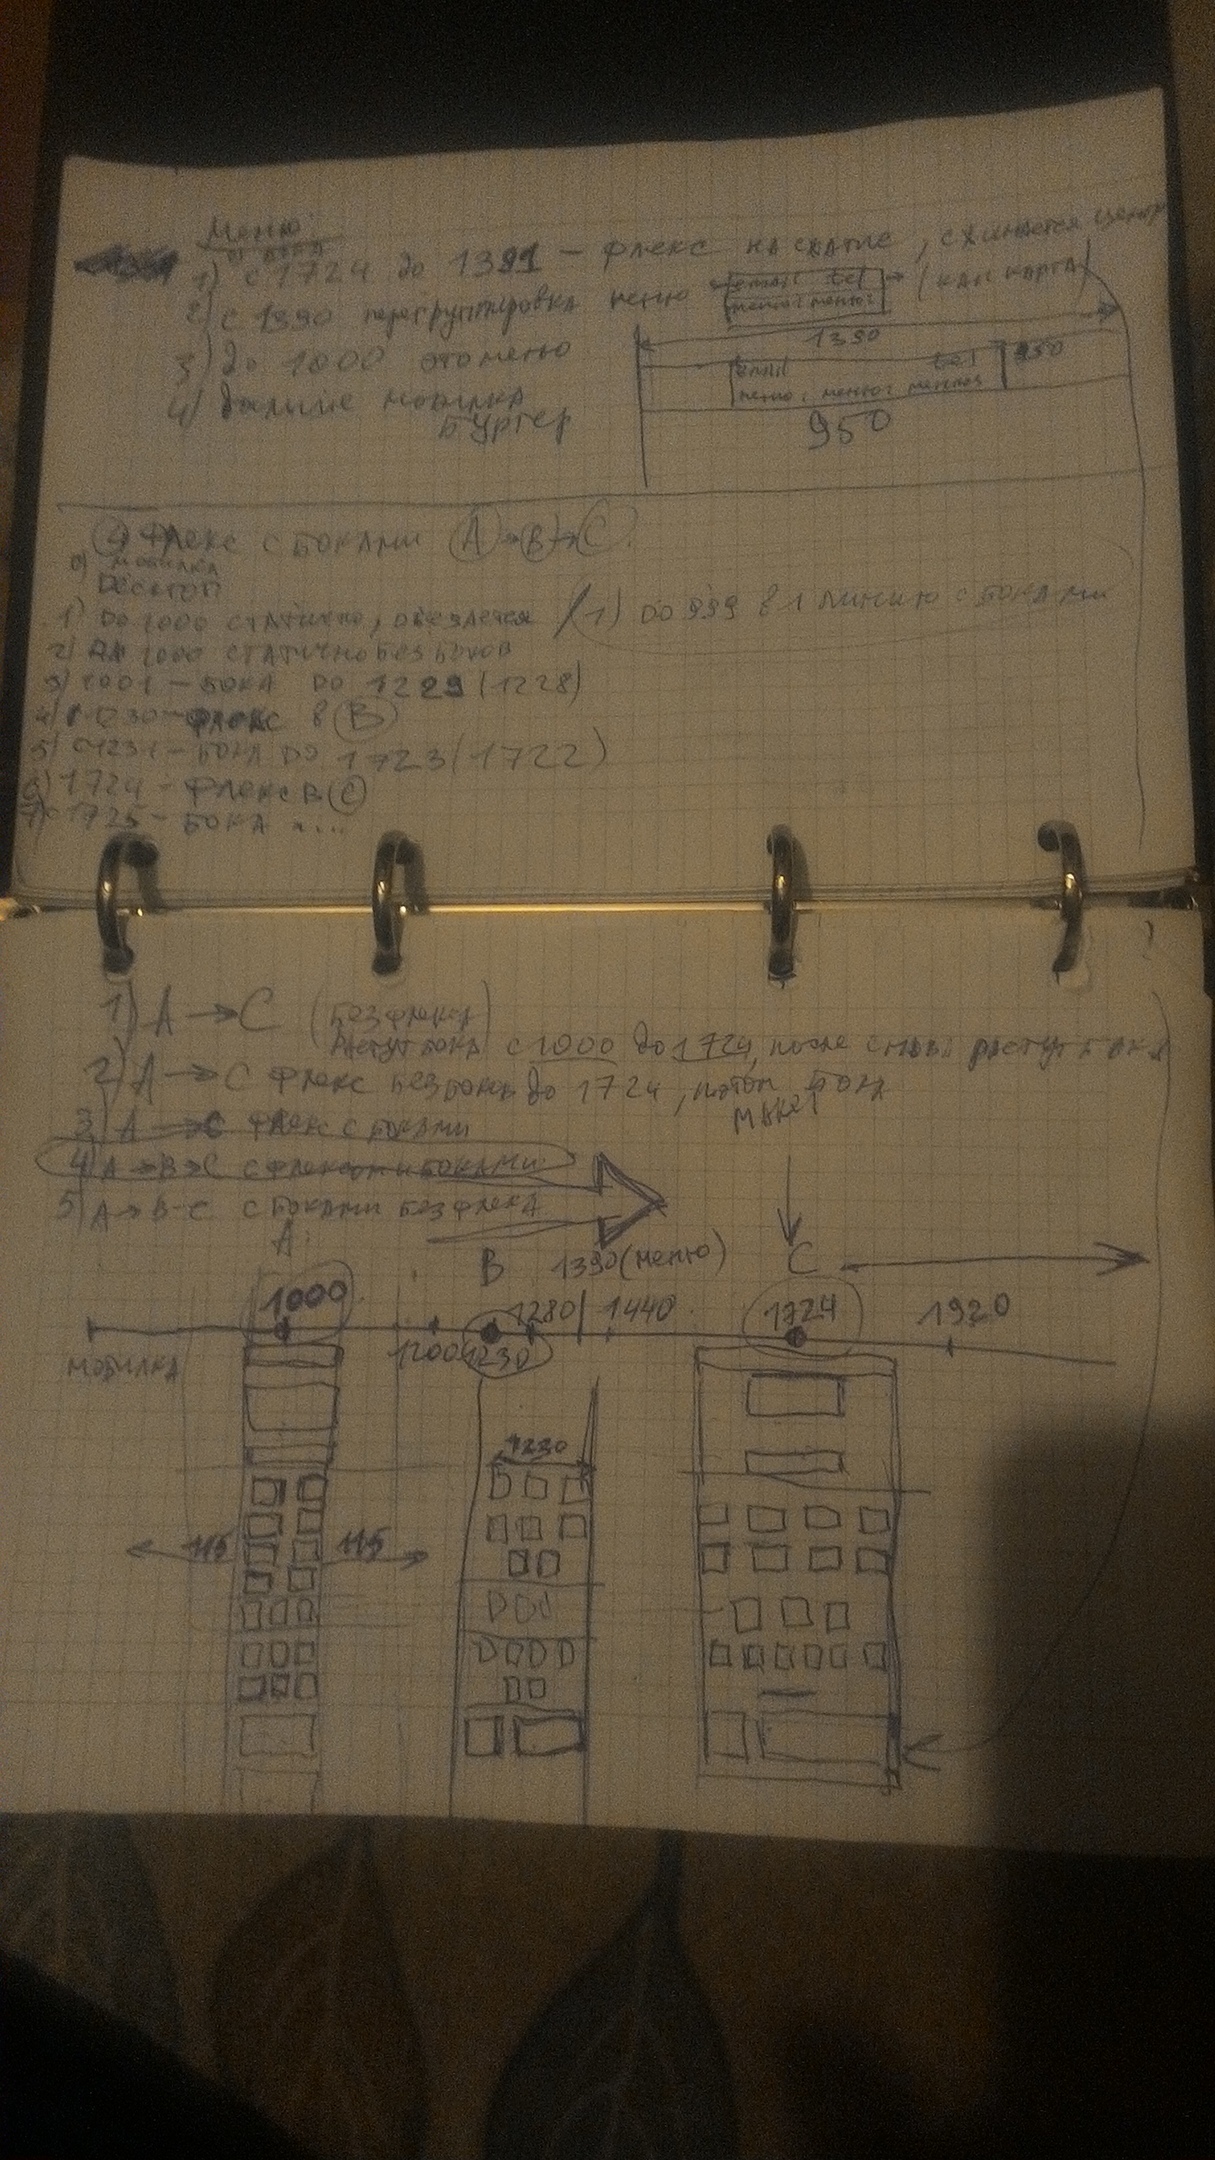 Меню:
1) с 1724 до 1391 - флекс на сжатие, сжимается центр
2) с 1390 перегруппировка меню email tel (как карта)
меню1 меню2
3) до 1000 это меню
1390
email tel 950
4) дальше мобилка
меню1 меню2 меню3
бургер
950
4 Флекс с боками A → B → C
0) мобилка
Десктоп
1) до 1000 статично, обезается / (1) до 999 в 1 линию с боками
2) 1000 статично без боков
3) 1001 - бока до 1229 (1228)
4) 1230 - флекс в B
5) 1231 - бока до 1723 (1722)
6) 1724 - флекс в C
7) 1725 - бока ...
1) A → C (без флекса)
растут бока с 1000 до 1724, после снова растут бока
2) A → C флекс без боков до 1724, потом бока
макет
3) A → C флекс с боками
4) A → B → C с флексом и боками
5) A → B - C с боками без флекса
A
B 1390 (меню) C
1000 1280 1440 1724 1920
мобилка 1200 1230
1230
115 115